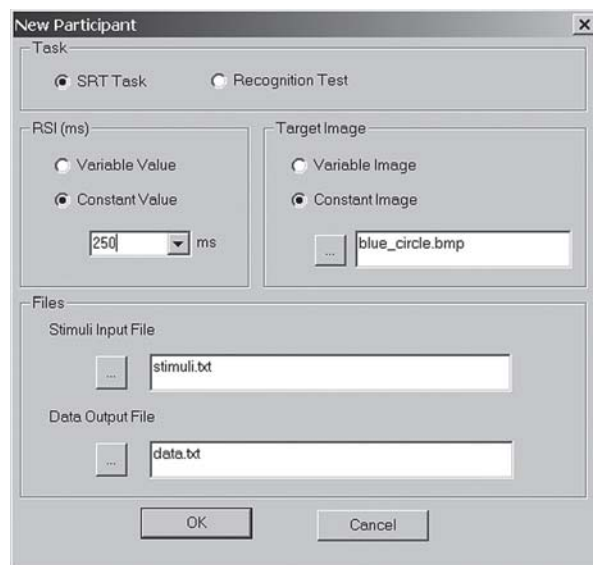 New Participant
Task
SRT Task Recognition Test
RSI (ms)
Variable Value
Constant Value
250 ms
Target Image
Variable Image
Constant Image
... blue_circle.bmp
Files
Stimuli Input File
... stimuli.txt
Data Output File
... data.txt
OK Cancel